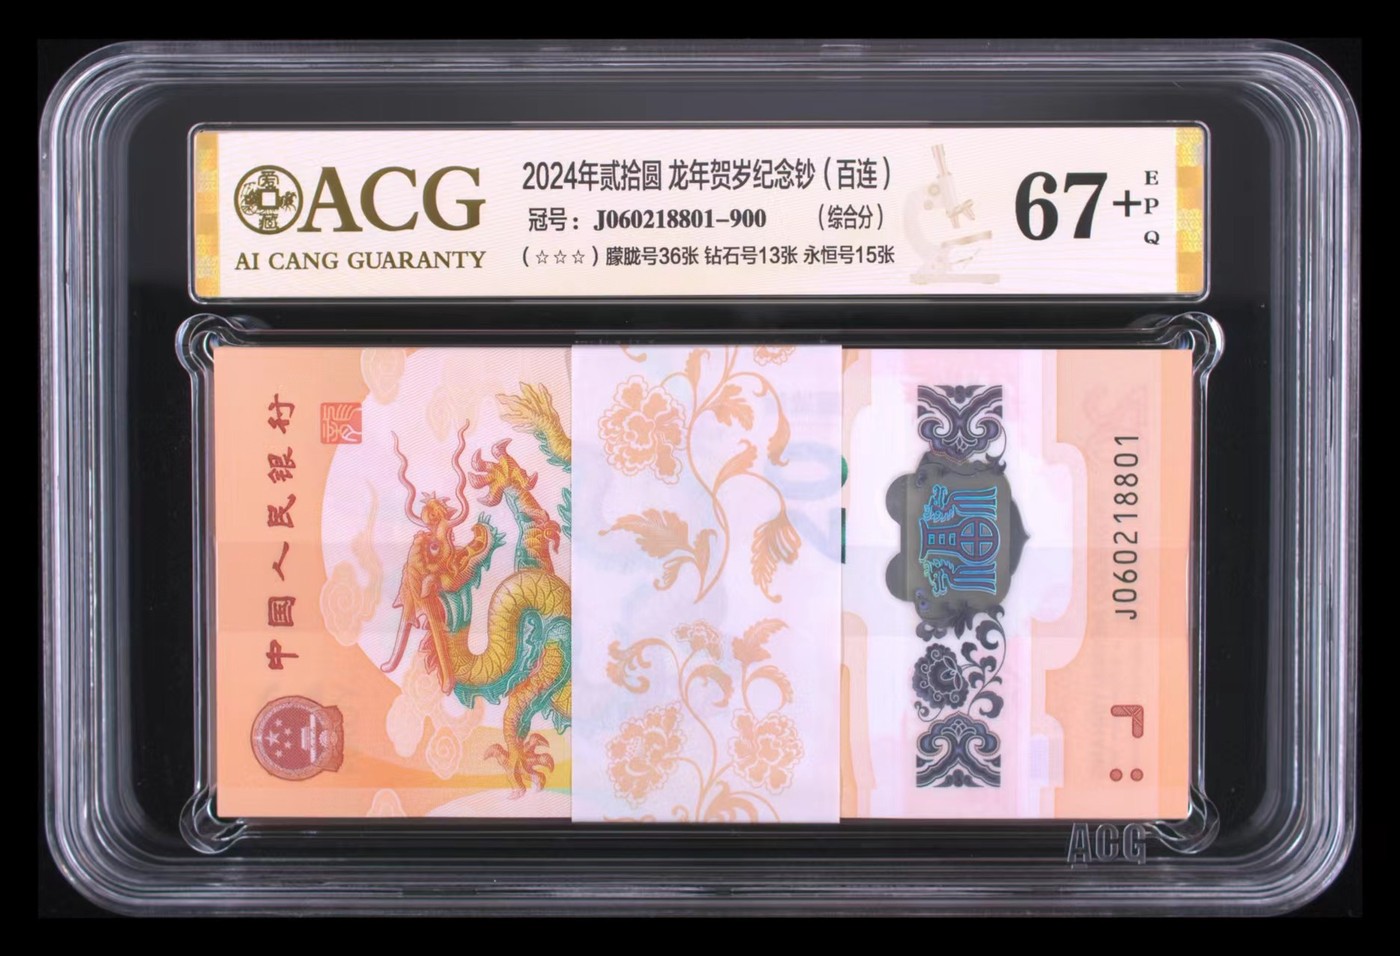 ACG
AI CANG GUARANTY
2024年贰拾圆 龙年贺岁纪念钞（百连）
冠号：J060218801-900 （综合分）
（☆☆☆）朦胧号36张 钻石号13张 永恒号15张
67+
EPQ
中国人民银行
J060218801
ACG